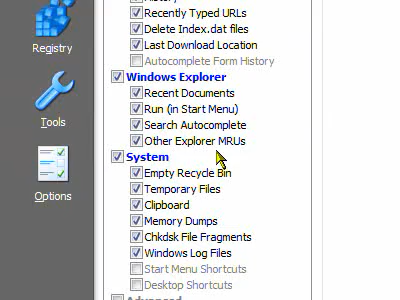 Recently Typed URLs
Delete Index.dat files
Last Download Location
Autocomplete Form History
Windows Explorer
Recent Documents
Run (in Start Menu)
Search Autocomplete
Other Explorer MRUs
System
Empty Recycle Bin
Temporary Files
Clipboard
Memory Dumps
Chkdsk File Fragments
Windows Log Files
Start Menu Shortcuts
Desktop Shortcuts
Registry
Tools
Options